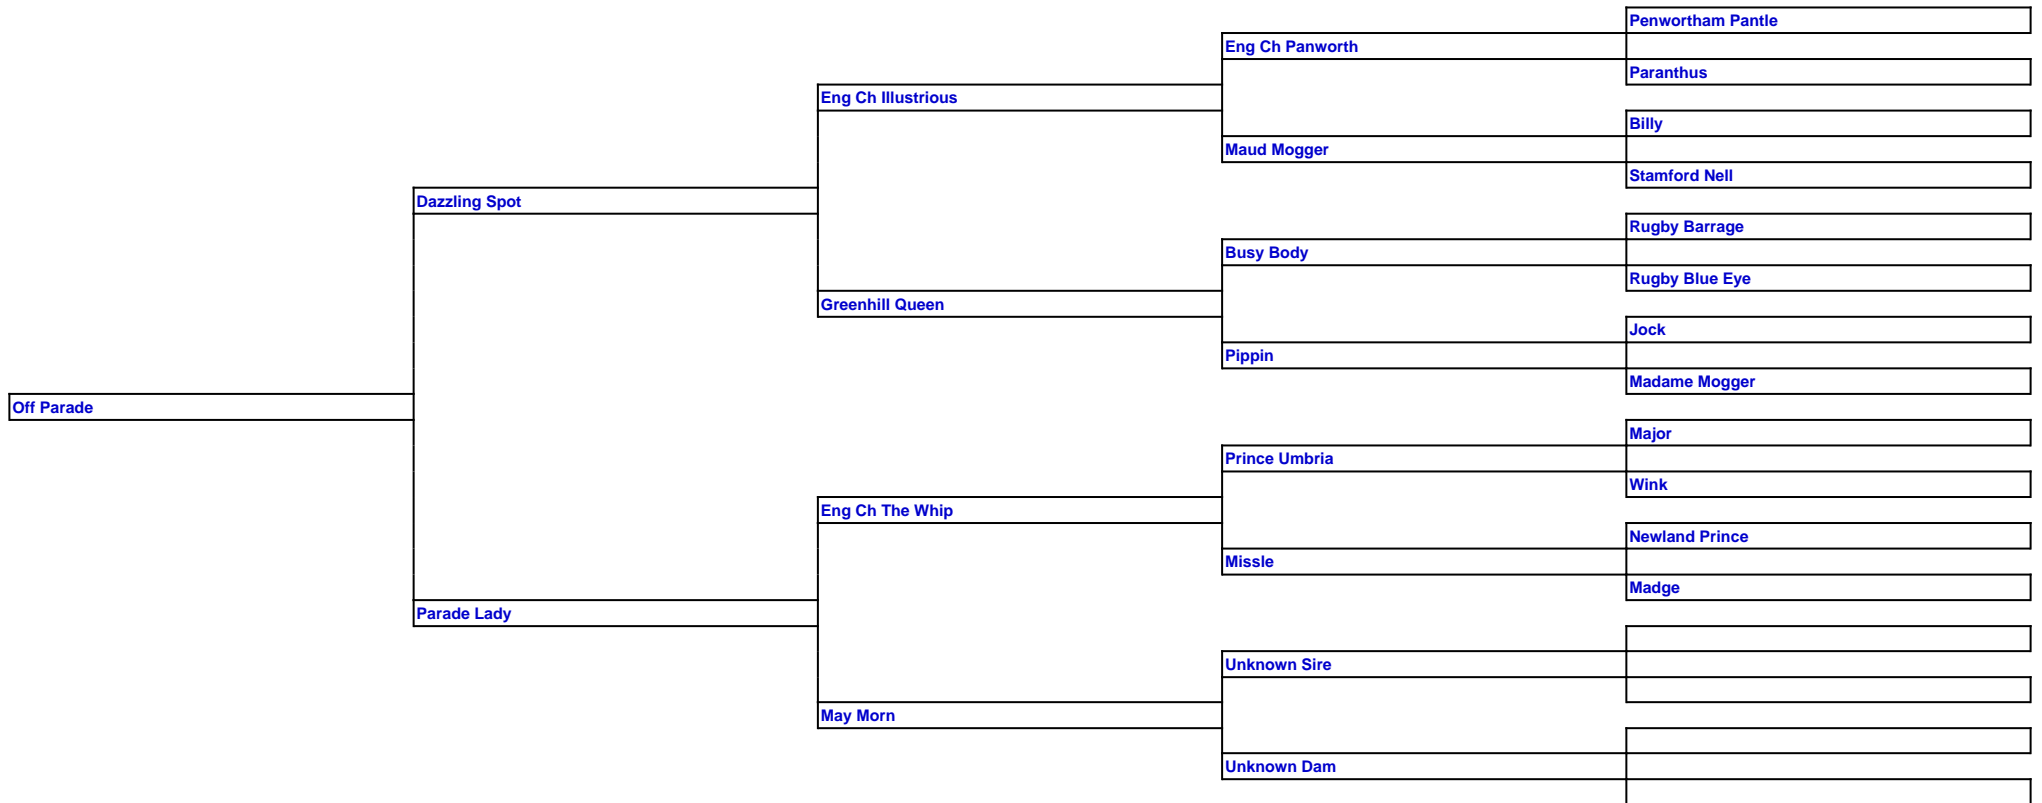 Penwortham Pantle
Eng Ch Panworth
Paranthus
Eng Ch Illustrious
Billy
Maud Mogger
Stamford Nell
Dazzling Spot
Rugby Barrage
Busy Body
Rugby Blue Eye
Greenhill Queen
Jock
Pippin
Madame Mogger
Off Parade
Major
Prince Umbria
Wink
Eng Ch The Whip
Newland Prince
Missle
Madge
Parade Lady
Unknown Sire
May Morn
Unknown Dam